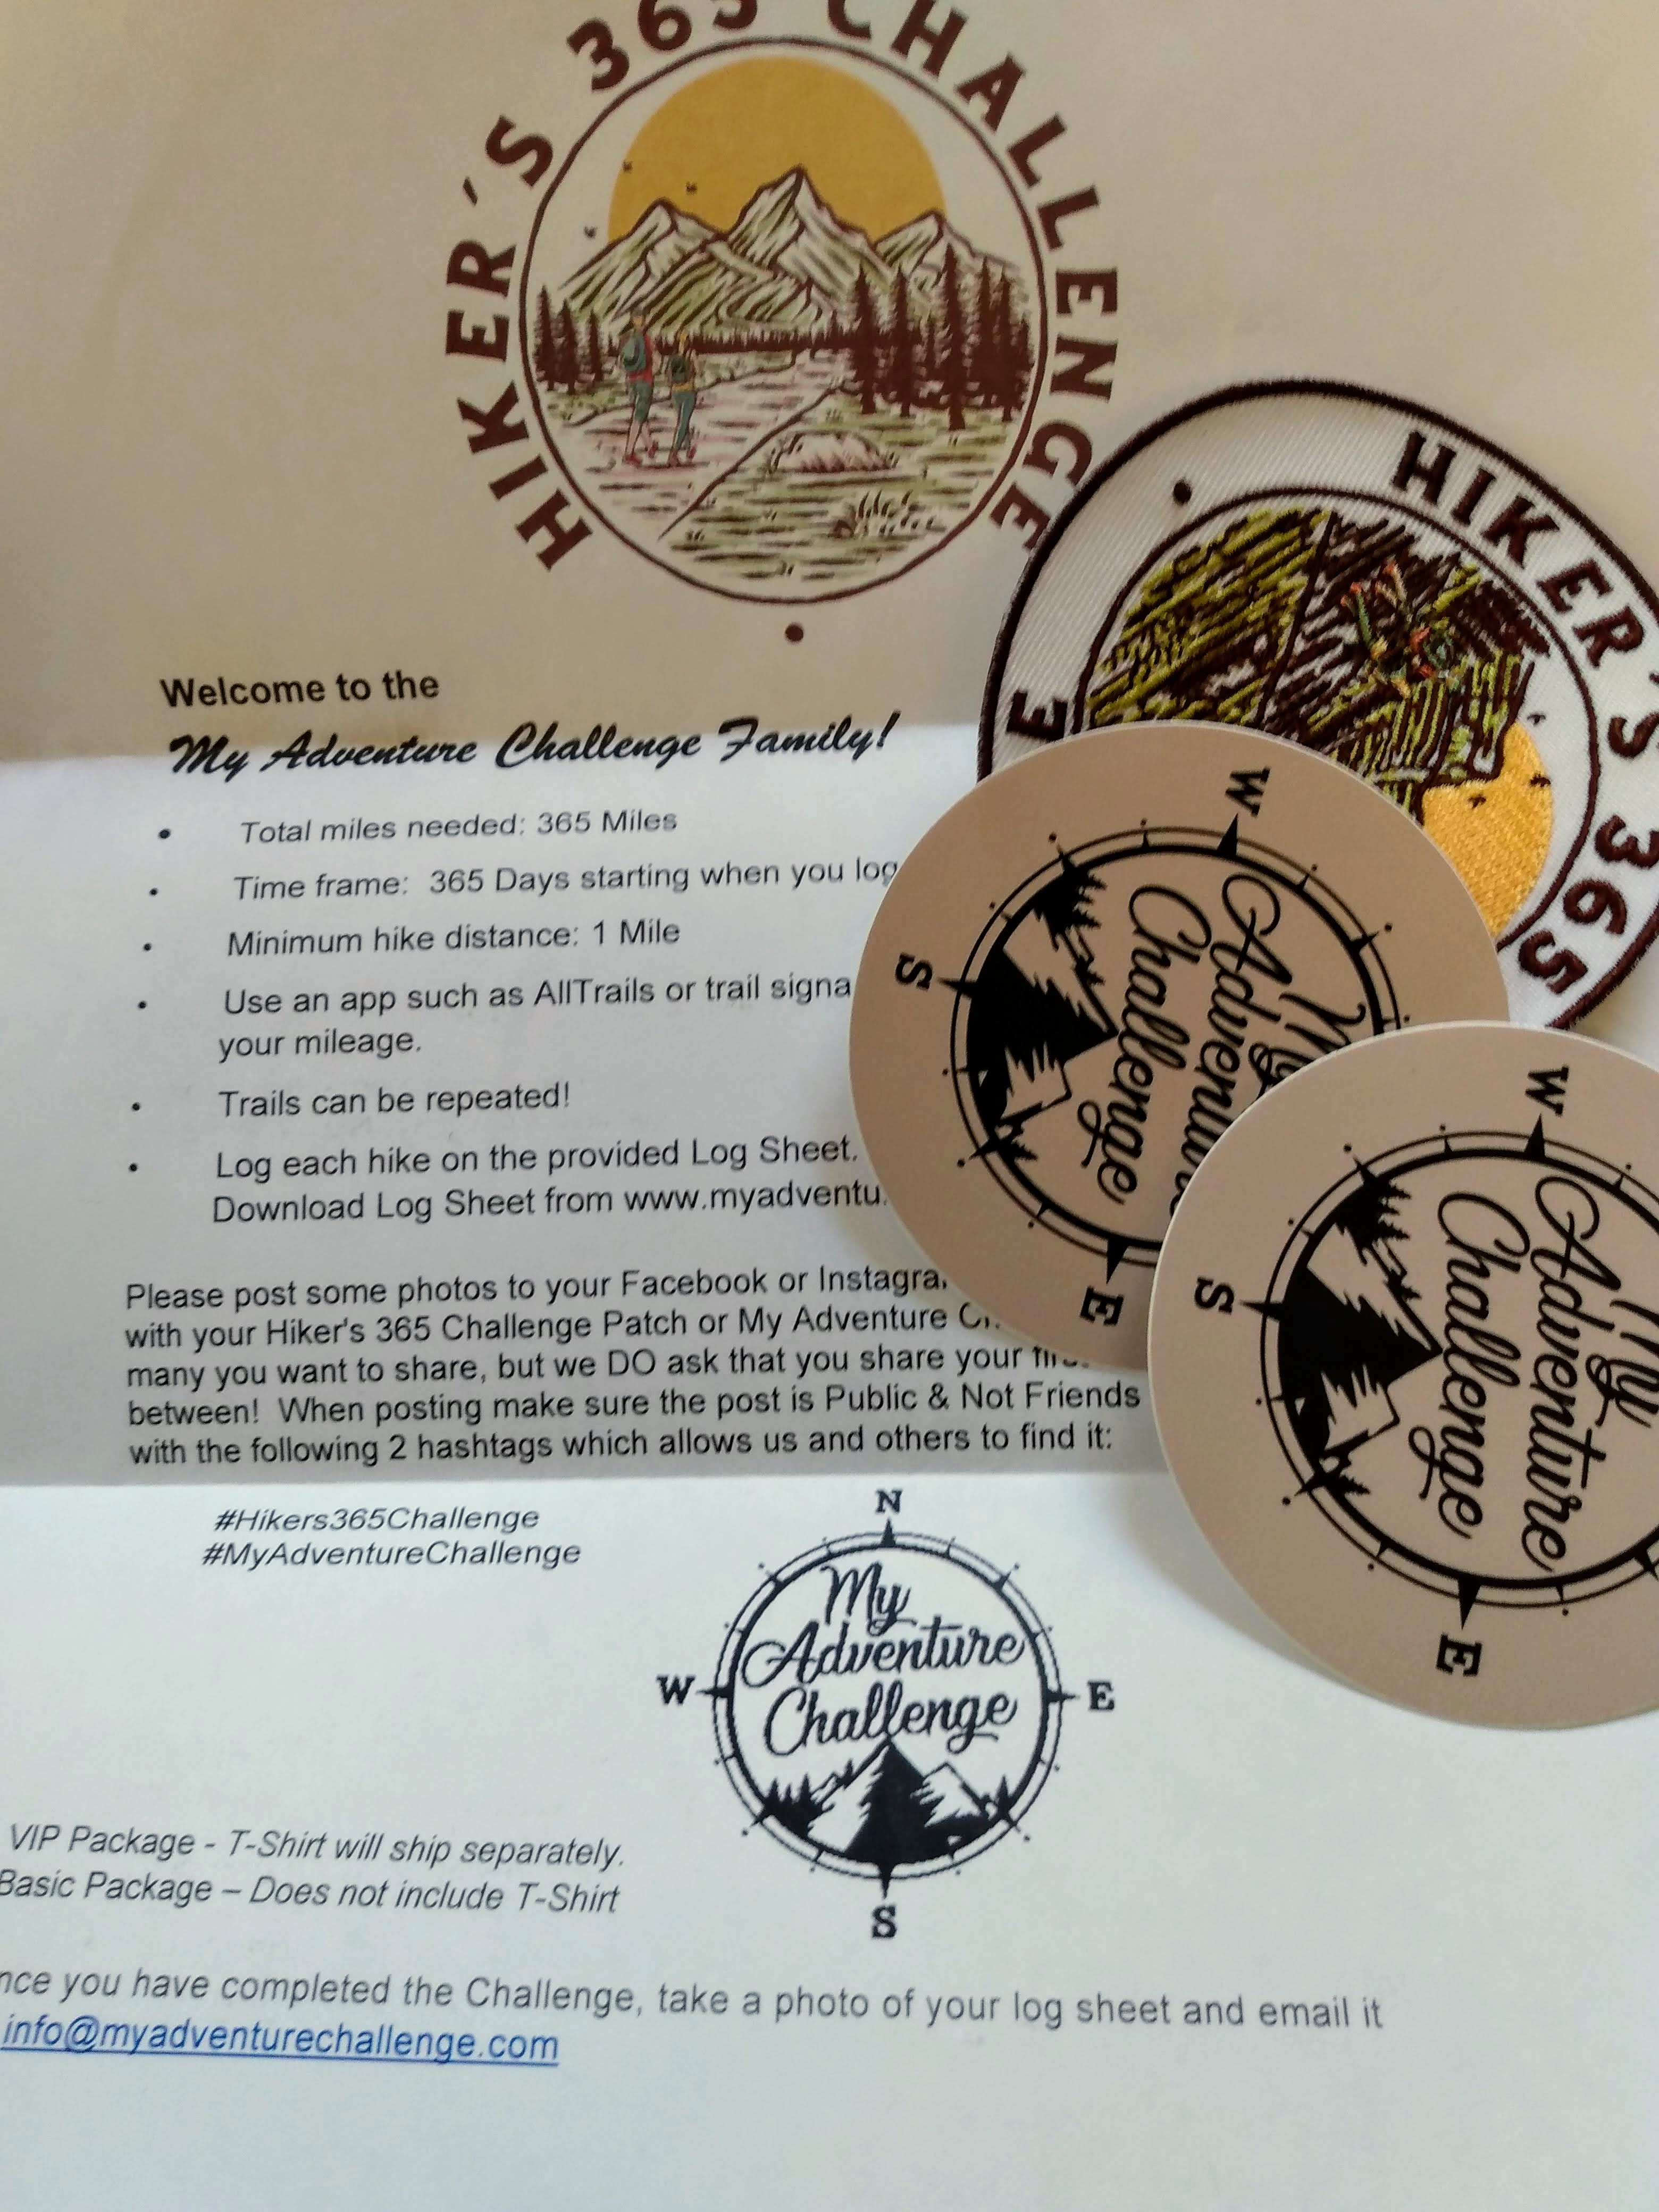 HIKER'S 365 CHALLENGE
Welcome to the
My Adventure Challenge Family!
• Total miles needed: 365 Miles
• Time frame: 365 Days starting when you log
• Minimum hike distance: 1 Mile
• Use an app such as AllTrails or trail signa
your mileage.
• Trails can be repeated!
• Log each hike on the provided Log Sheet.
Download Log Sheet from www.myadventu
Please post some photos to your Facebook or Instagra
with your Hiker's 365 Challenge Patch or My Adventure
many you want to share, but we DO ask that you share your
between! When posting make sure the post is Public & Not Friends
with the following 2 hashtags which allows us and others to find it:
#Hikers365Challenge
#MyAdventureChallenge
N
W
E
S
My
Adventure
Challenge
VIP Package - T-Shirt will ship separately.
Basic Package – Does not include T-Shirt
nce you have completed the Challenge, take a photo of your log sheet and email it
info@myadventurechallenge.com
HIKER'S 365
E
W
S
E
My
Adventure
Challenge
W
S
E
My
Adventure
Challenge